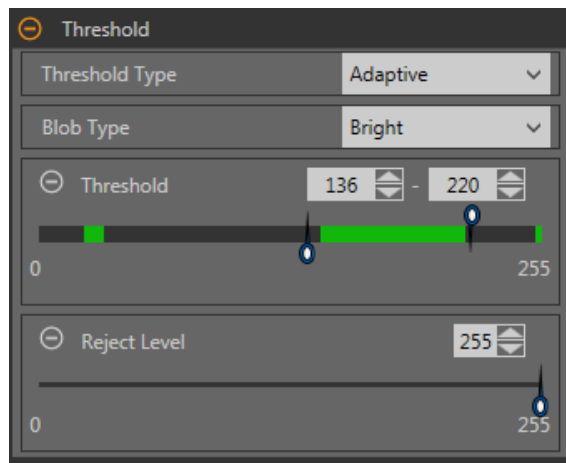 Threshold
Threshold Type Adaptive
Blob Type Bright
Threshold 136 - 220
0 255
Reject Level 255
0 255